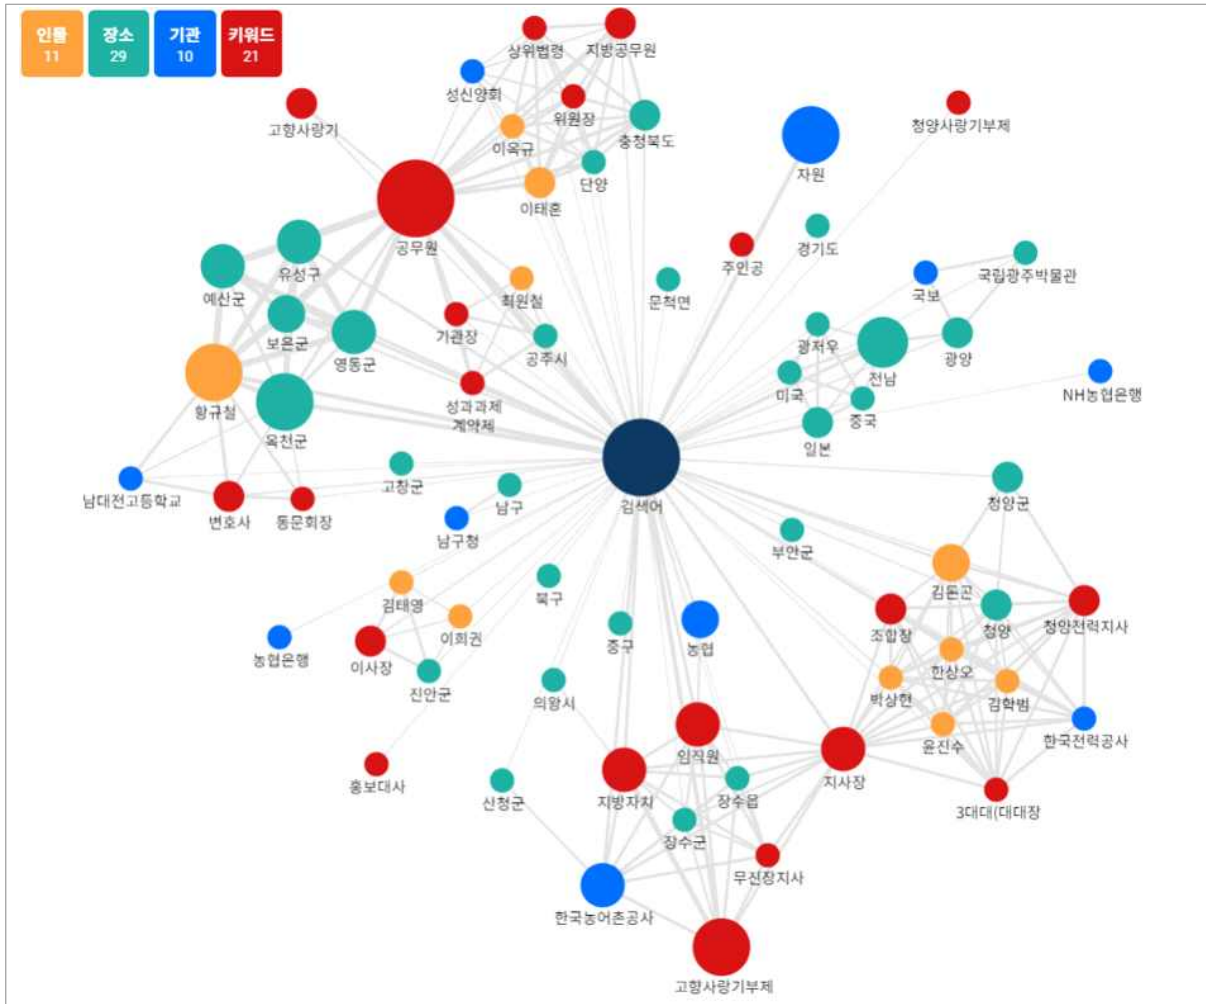 인물
11
장소
29
기관
10
키워드
21
상위법령
지방공무원
성신양회
위원장
고향사랑기
이옥규
충청북도
청양사랑기부제
단양
자원
이태훈
공무원
주인공
경기도
유성구
국립광주박물관
예산군
최원철
문척면
국보
보은군
기관장
공주시
영동군
광저우
전남
광양
황규철
미국
NH농협은행
성과과제
계약제
중국
옥천군
일본
남대전고등학교
변호사
동문회장
고창군
남구
검색어
청양군
남구청
부안군
김돈곤
김태영
북구
조합장
청양
청양전력지사
이희권
중구
농협
농협은행
이사장
한상오
진안군
박상현
김학범
의왕시
윤진수
한국전력공사
임직원
홍보대사
지사장
산청군
지방자치
장수읍
3대대(대대장
장수군
무진장지사
한국농어촌공사
고향사랑기부제